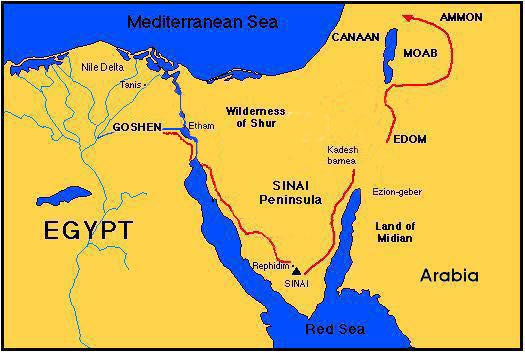 Mediterranean Sea
AMMON
CANAAN
MOAB
Nile Delta
Tanis
Wilderness
of Shur
GOSHEN
Etham
EDOM
Kadesh
barnea
SINAI
Peninsula
Ezion-geber
EGYPT
Land of
Midian
Rephidim
SINAI
Arabia
Red Sea